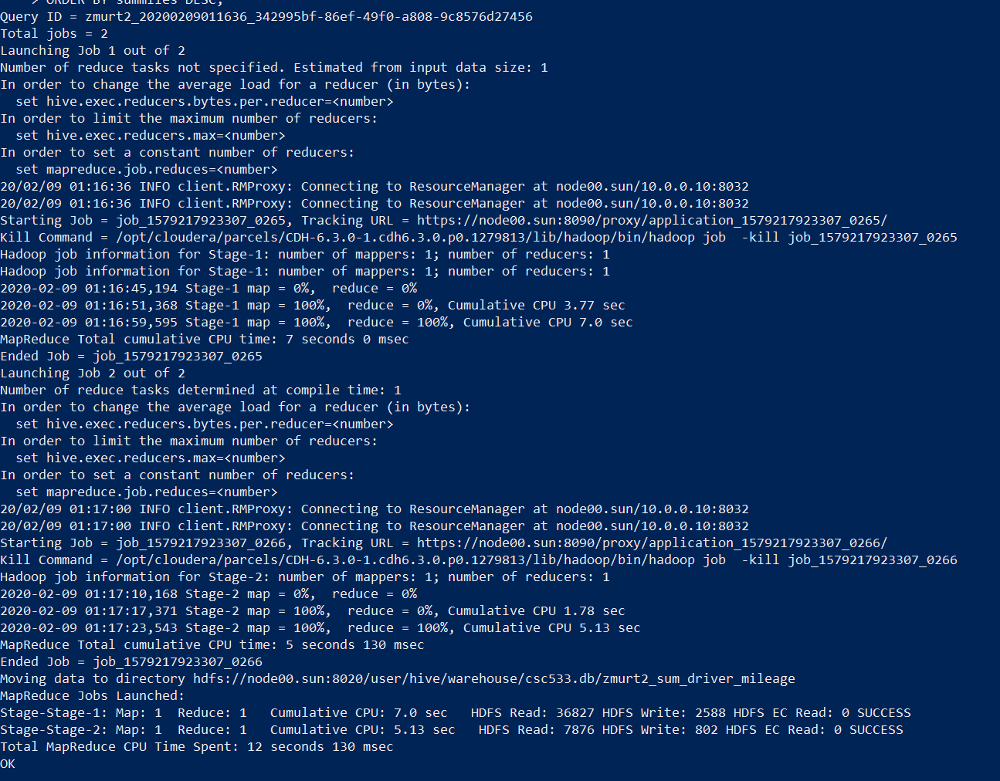 > ORDER BY summiles DESC;
Query ID = zmurt2_20200209011636_342995bf-86ef-49f0-a808-9c8576d27456
Total jobs = 2
Launching Job 1 out of 2
Number of reduce tasks not specified. Estimated from input data size: 1
In order to change the average load for a reducer (in bytes):
  set hive.exec.reducers.bytes.per.reducer=<number>
In order to limit the maximum number of reducers:
  set hive.exec.reducers.max=<number>
In order to set a constant number of reducers:
  set mapreduce.job.reduces=<number>
20/02/09 01:16:36 INFO client.RMProxy: Connecting to ResourceManager at node00.sun/10.0.0.10:8032
20/02/09 01:16:36 INFO client.RMProxy: Connecting to ResourceManager at node00.sun/10.0.0.10:8032
Starting Job = job_1579217923307_0265, Tracking URL = https://node00.sun:8090/proxy/application_1579217923307_0265/
Kill Command = /opt/cloudera/parcels/CDH-6.3.0-1.cdh6.3.0.p0.1279813/lib/hadoop/bin/hadoop job  -kill job_1579217923307_0265
Hadoop job information for Stage-1: number of mappers: 1; number of reducers: 1
Hadoop job information for Stage-1: number of mappers: 1; number of reducers: 1
2020-02-09 01:16:45,194 Stage-1 map = 0%,  reduce = 0%
2020-02-09 01:16:51,368 Stage-1 map = 100%,  reduce = 0%, Cumulative CPU 3.77 sec
2020-02-09 01:16:59,595 Stage-1 map = 100%,  reduce = 100%, Cumulative CPU 7.0 sec
MapReduce Total cumulative CPU time: 7 seconds 0 msec
Ended Job = job_1579217923307_0265
Launching Job 2 out of 2
Number of reduce tasks determined at compile time: 1
In order to change the average load for a reducer (in bytes):
  set hive.exec.reducers.bytes.per.reducer=<number>
In order to limit the maximum number of reducers:
  set hive.exec.reducers.max=<number>
In order to set a constant number of reducers:
  set mapreduce.job.reduces=<number>
20/02/09 01:17:00 INFO client.RMProxy: Connecting to ResourceManager at node00.sun/10.0.0.10:8032
20/02/09 01:17:00 INFO client.RMProxy: Connecting to ResourceManager at node00.sun/10.0.0.10:8032
Starting Job = job_1579217923307_0266, Tracking URL = https://node00.sun:8090/proxy/application_1579217923307_0266/
Kill Command = /opt/cloudera/parcels/CDH-6.3.0-1.cdh6.3.0.p0.1279813/lib/hadoop/bin/hadoop job  -kill job_1579217923307_0266
Hadoop job information for Stage-2: number of mappers: 1; number of reducers: 1
2020-02-09 01:17:10,168 Stage-2 map = 0%,  reduce = 0%
2020-02-09 01:17:17,371 Stage-2 map = 100%,  reduce = 0%, Cumulative CPU 1.78 sec
2020-02-09 01:17:23,543 Stage-2 map = 100%,  reduce = 100%, Cumulative CPU 5.13 sec
MapReduce Total cumulative CPU time: 5 seconds 130 msec
Ended Job = job_1579217923307_0266
Moving data to directory hdfs://node00.sun:8020/user/hive/warehouse/csc533.db/zmurt2_sum_driver_mileage
MapReduce Jobs Launched:
Stage-Stage-1: Map: 1  Reduce: 1   Cumulative CPU: 7.0 sec   HDFS Read: 36827 HDFS Write: 2588 HDFS EC Read: 0 SUCCESS
Stage-Stage-2: Map: 1  Reduce: 1   Cumulative CPU: 5.13 sec   HDFS Read: 7876 HDFS Write: 802 HDFS EC Read: 0 SUCCESS
Total MapReduce CPU Time Spent: 12 seconds 130 msec
OK